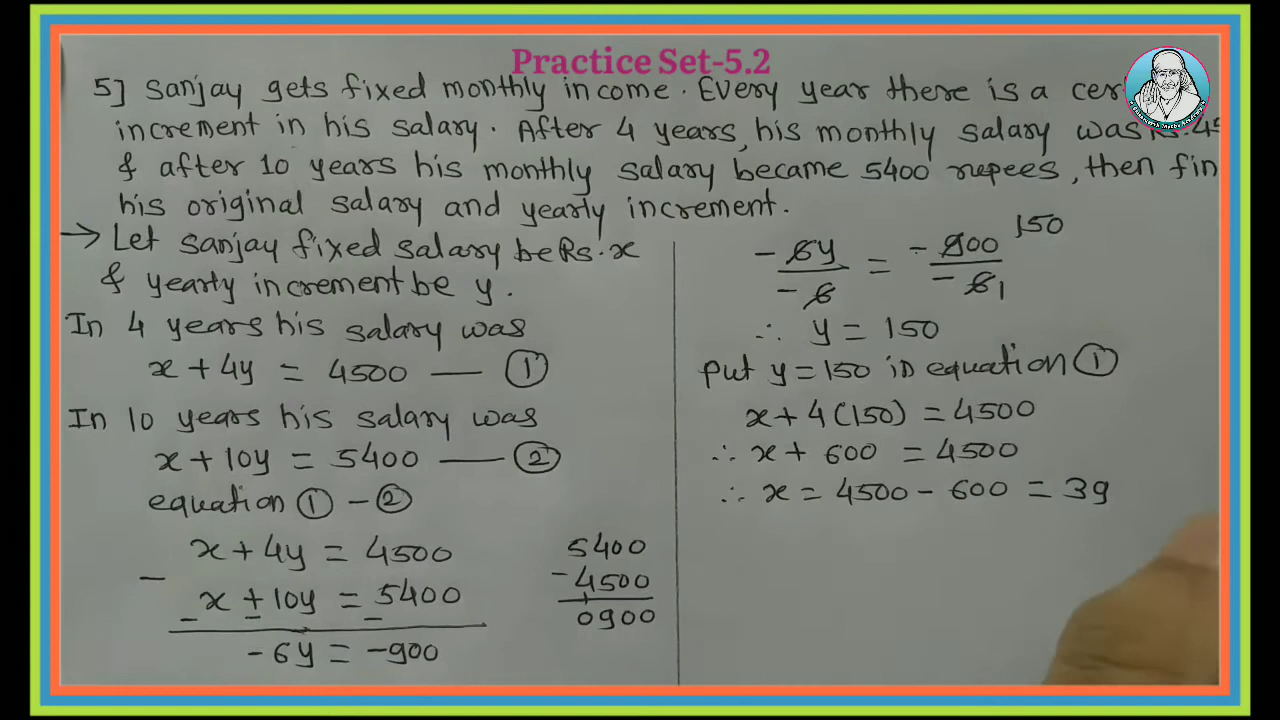 Practice Set-5.2
5] Sanjay gets fixed monthly income. Every year there is a cer
increment in his salary. After 4 years, his monthly salary was Rs. 45
& after 10 years his monthly salary became 5400 rupees, then fin
his original salary and yearly increment.
→ Let Sanjay fixed salary be Rs. x
& yearly increment be y.
In 4 years his salary was
x + 4y = 4500 — ①
In 10 years his salary was
x + 10y = 5400 — ②
equation ① - ②
x + 4y = 4500
- x + 10y = 5400
- - -
-6y = -900
5400
- 4500
0900
-6y / -6 = -900 / -6 1 150
∴ y = 150
put y = 150 in equation ①
x + 4(150) = 4500
∴ x + 600 = 4500
∴ x = 4500 - 600 = 39